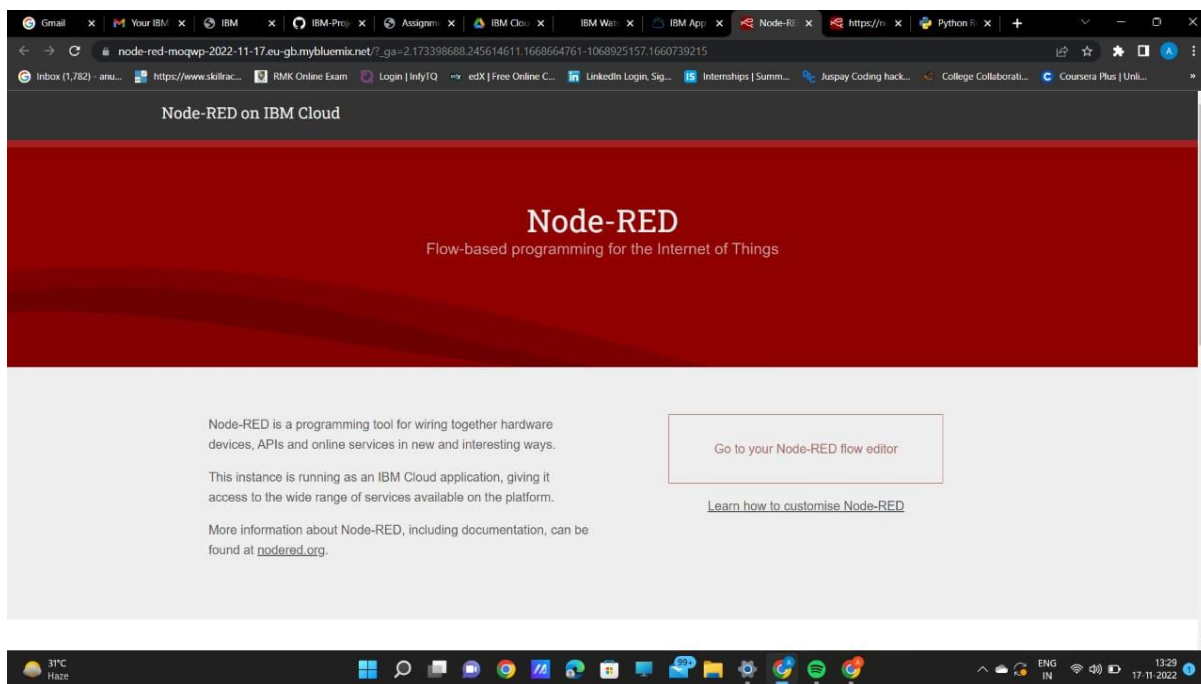 Gmail
Your IBM
IBM
IBM-Proj
Assignm
IBM Clou
IBM Wats
IBM App
Node-RE
https://n
Python R
node-red-moqwp-2022-11-17.eu-gb.mybluemix.net/?_ga=2.173398688.245614611.1668664761-1068925157.1660739215
Inbox (1,782) - anu...
https://www.skillrac...
RMK Online Exam
Login | InfyTQ
edX | Free Online C...
LinkedIn Login, Sig...
Internships | Summ...
Juspay Coding hack...
College Collaborati...
Coursera Plus | Unli...
Node-RED on IBM Cloud
Node-RED
Flow-based programming for the Internet of Things
Node-RED is a programming tool for wiring together hardware
devices, APIs and online services in new and interesting ways.
This instance is running as an IBM Cloud application, giving it
access to the wide range of services available on the platform.
More information about Node-RED, including documentation, can be
found at nodered.org.
Go to your Node-RED flow editor
Learn how to customise Node-RED
31°C
Haze
99+
ENG
IN
13:29
17-11-2022